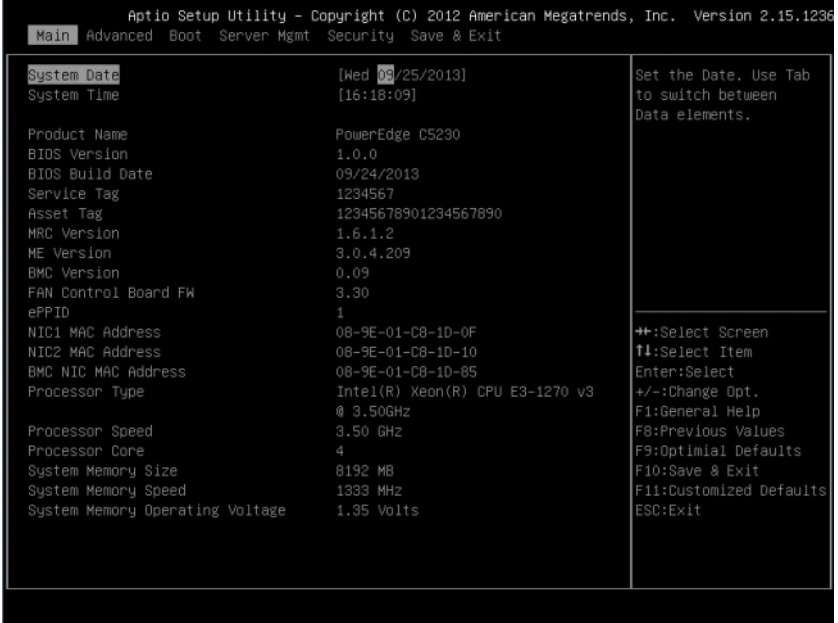 Aptio Setup Utility – Copyright (C) 2012 American Megatrends, Inc. Version 2.15.1236
Main Advanced Boot Server Mgmt Security Save & Exit
System Date [Wed 09/25/2013]
System Time [16:18:09]
Product Name PowerEdge C5230
BIOS Version 1.0.0
BIOS Build Date 09/24/2013
Service Tag 1234567
Asset Tag 12345678901234567890
MRC Version 1.6.1.2
ME Version 3.0.4.209
BMC Version 0.09
FAN Control Board FW 3.30
ePPID 1
NIC1 MAC Address 08-9E-01-C8-1D-0F
NIC2 MAC Address 08-9E-01-C8-1D-10
BMC NIC MAC Address 08-9E-01-C8-1D-85
Processor Type Intel(R) Xeon(R) CPU E3-1270 v3
@ 3.50GHz
Processor Speed 3.50 GHz
Processor Core 4
System Memory Size 8192 MB
System Memory Speed 1333 MHz
System Memory Operating Voltage 1.35 Volts
Set the Date. Use Tab
to switch between
Data elements.
→←:Select Screen
↑↓:Select Item
Enter:Select
+/-:Change Opt.
F1:General Help
F8:Previous Values
F9:Optimial Defaults
F10:Save & Exit
F11:Customized Defaults
ESC:Exit